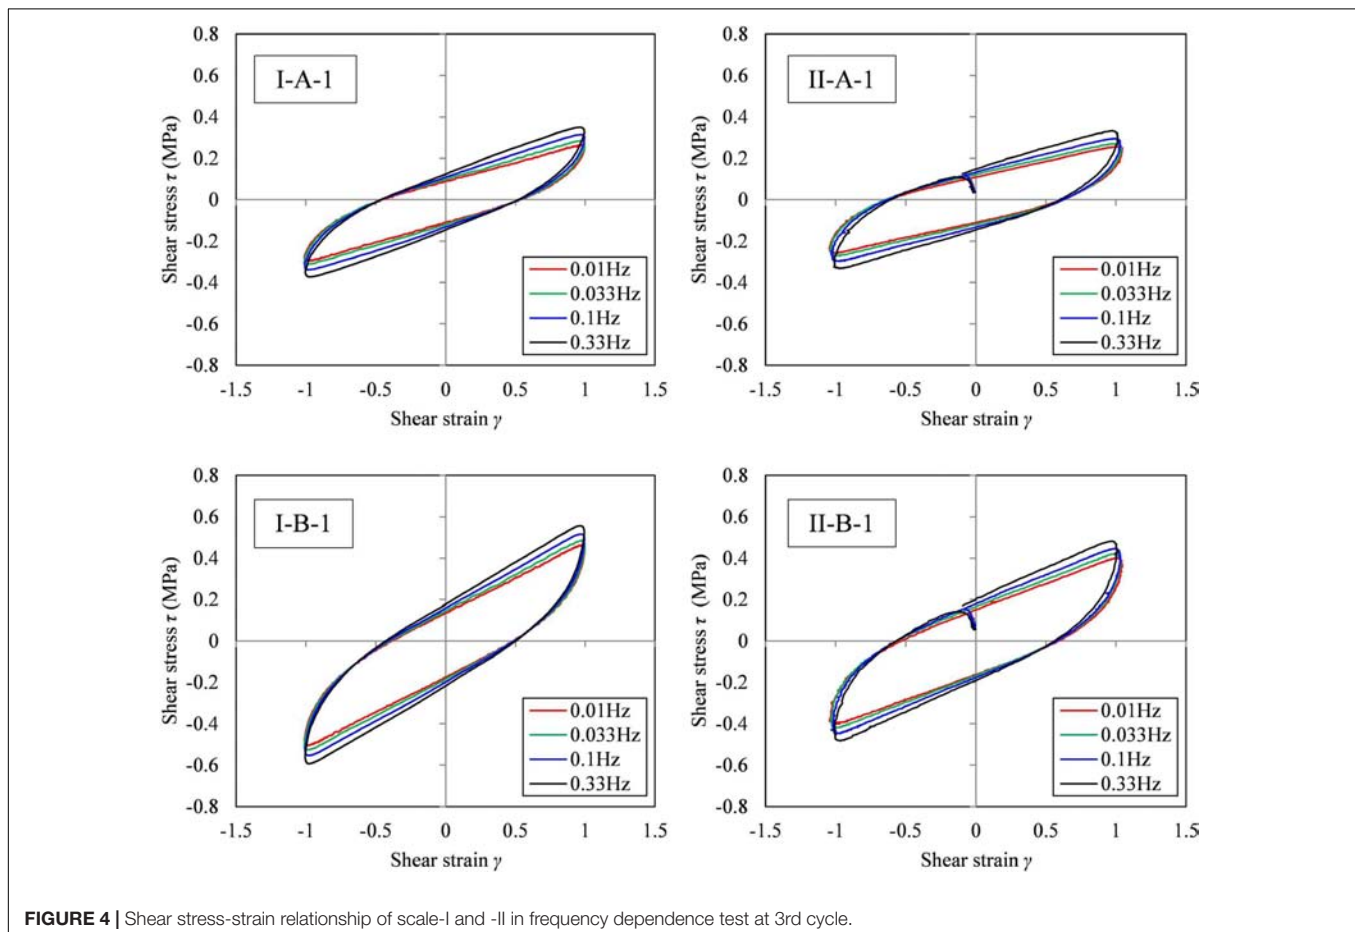 0.8
0.6
0.4
0.2
0
-0.2
-0.4
-0.6
-0.8
Shear stress τ (MPa)
I-A-1
0.01Hz
0.033Hz
0.1Hz
0.33Hz
-1.5 -1 -0.5 0 0.5 1 1.5
Shear strain γ
0.8
0.6
0.4
0.2
0
-0.2
-0.4
-0.6
-0.8
Shear stress τ (MPa)
II-A-1
0.01Hz
0.033Hz
0.1Hz
0.33Hz
-1.5 -1 -0.5 0 0.5 1 1.5
Shear strain γ
0.8
0.6
0.4
0.2
0
-0.2
-0.4
-0.6
-0.8
Shear stress τ (MPa)
I-B-1
0.01Hz
0.033Hz
0.1Hz
0.33Hz
-1.5 -1 -0.5 0 0.5 1 1.5
Shear strain γ
0.8
0.6
0.4
0.2
0
-0.2
-0.4
-0.6
-0.8
Shear stress τ (MPa)
II-B-1
0.01Hz
0.033Hz
0.1Hz
0.33Hz
-1.5 -1 -0.5 0 0.5 1 1.5
Shear strain γ
FIGURE 4 | Shear stress-strain relationship of scale-I and -II in frequency dependence test at 3rd cycle.